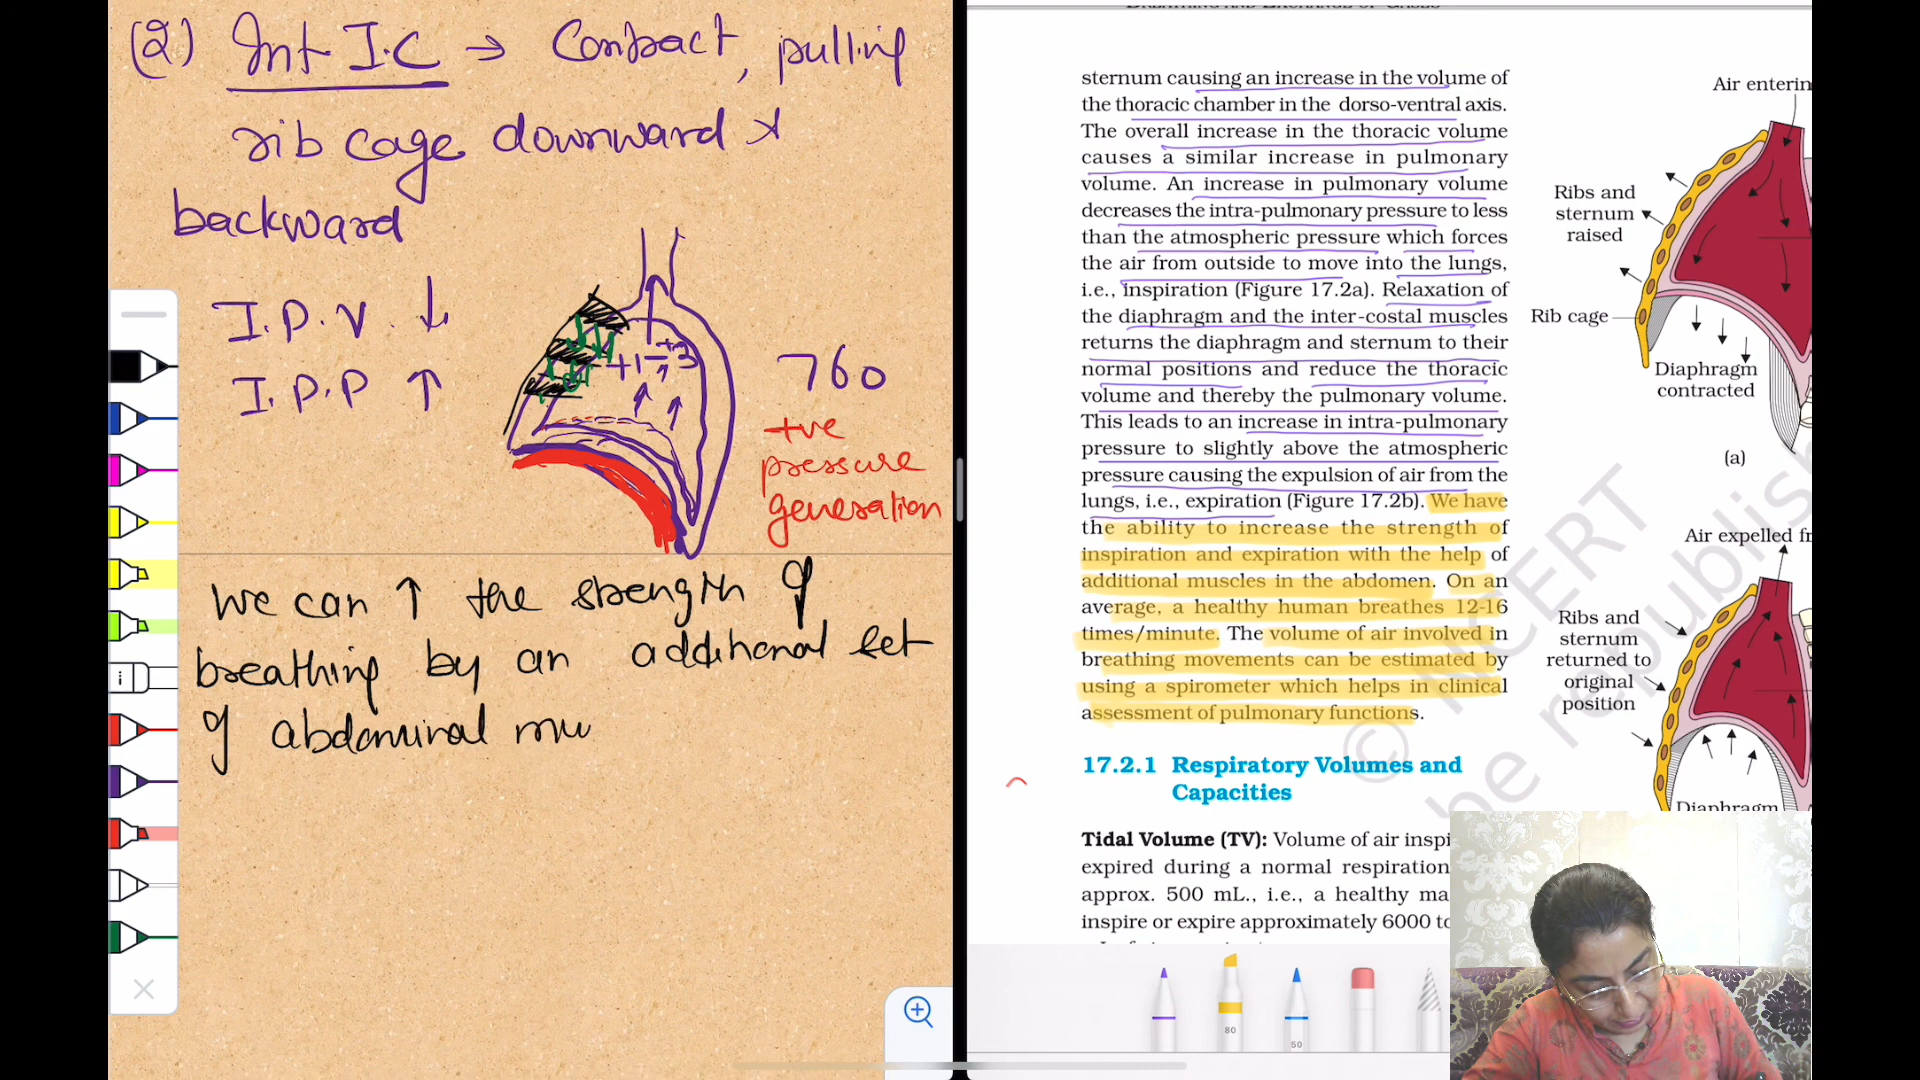 (2) Int I.C → Contract, pulling
rib cage downward &
backward
I.P.V. ↓
I.P.P ↑
+1 - +3
760
+ve
pressure
generation
we can ↑ the strength of
breathing by an additional set
of abdominal mu
sternum causing an increase in the volume of
the thoracic chamber in the dorso-ventral axis.
The overall increase in the thoracic volume
causes a similar increase in pulmonary
volume. An increase in pulmonary volume
decreases the intra-pulmonary pressure to less
than the atmospheric pressure which forces
the air from outside to move into the lungs,
i.e., inspiration (Figure 17.2a). Relaxation of
the diaphragm and the inter-costal muscles
returns the diaphragm and sternum to their
normal positions and reduce the thoracic
volume and thereby the pulmonary volume.
This leads to an increase in intra-pulmonary
pressure to slightly above the atmospheric
pressure causing the expulsion of air from the
lungs, i.e., expiration (Figure 17.2b). We have
the ability to increase the strength of
inspiration and expiration with the help of
additional muscles in the abdomen. On an
average, a healthy human breathes 12-16
times/minute. The volume of air involved in
breathing movements can be estimated by
using a spirometer which helps in clinical
assessment of pulmonary functions.
17.2.1 Respiratory Volumes and
Capacities
Tidal Volume (TV): Volume of air inspi
expired during a normal respiration
approx. 500 mL., i.e., a healthy ma
inspire or expire approximately 6000 to
Air enterin
Ribs and
sternum
raised
Rib cage
Diaphragm
contracted
(a)
Air expelled fr
Ribs and
sternum
returned to
original
position
Diaphragm
© NCERT
be republish
80
50